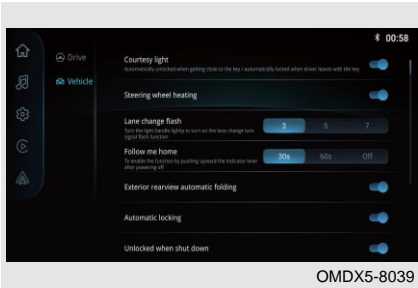 00:58
Drive
Vehicle
Courtesy light
Automatically unlocked when getting close to the key / automatically locked when driver leaves with the key
Steering wheel heating
Lane change flash
Turn the light handle lightly to turn on the lane change turn
signal flash function
3 5 7
Follow me home
To enable the function by pushing upward the indicator lever
after powering off
30s 60s Off
Exterior rearview automatic folding
Automatic locking
Unlocked when shut down
OMDX5-8039